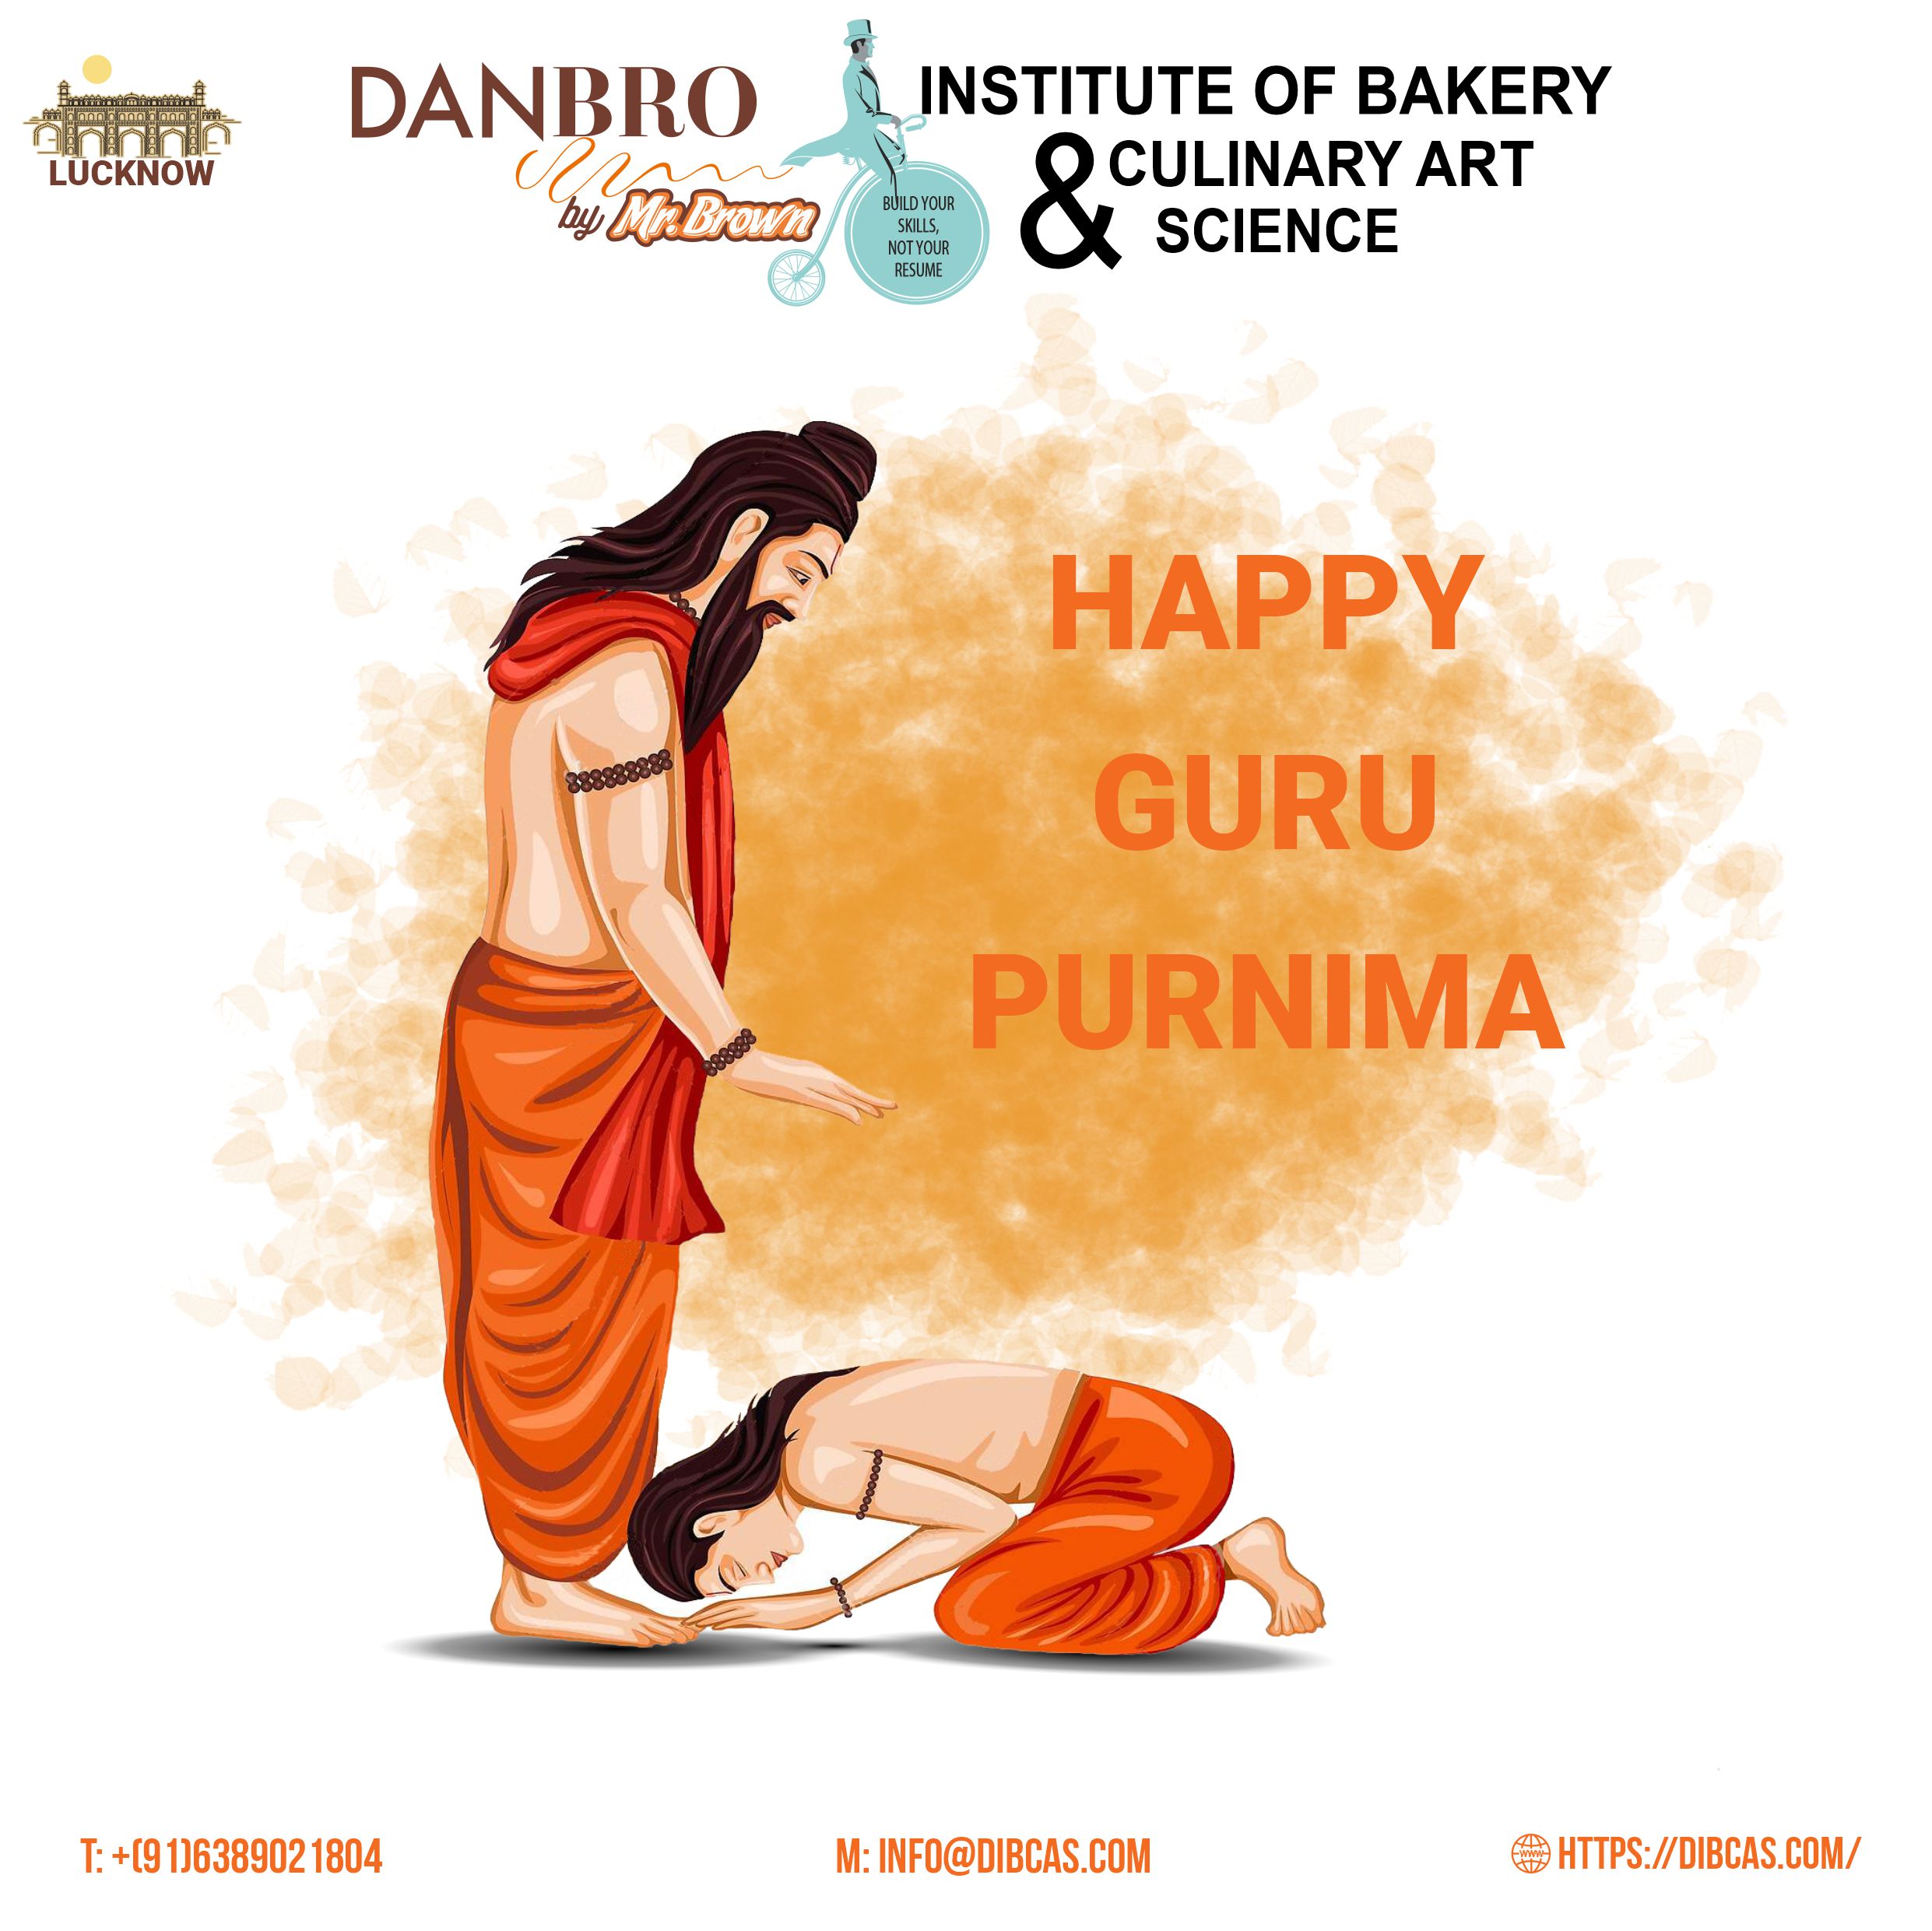 LUCKNOW
DANBRO
by Mr. Brown
BUILD YOUR
SKILLS,
NOT YOUR
RESUME
INSTITUTE OF BAKERY
& CULINARY ART
SCIENCE
HAPPY
GURU
PURNIMA
T: +(91)6389021804
M: INFO@DIBCAS.COM
WWW HTTPS://DIBCAS.COM/